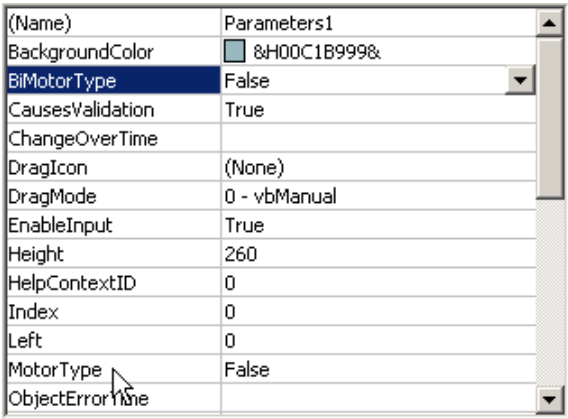 (Name) Parameters1
BackgroundColor &H00C1B999&
BiMotorType False
CausesValidation True
ChangeOverTime
DragIcon (None)
DragMode 0 - vbManual
EnableInput True
Height 260
HelpContextID 0
Index 0
Left 0
MotorType False
ObjectErrorTime